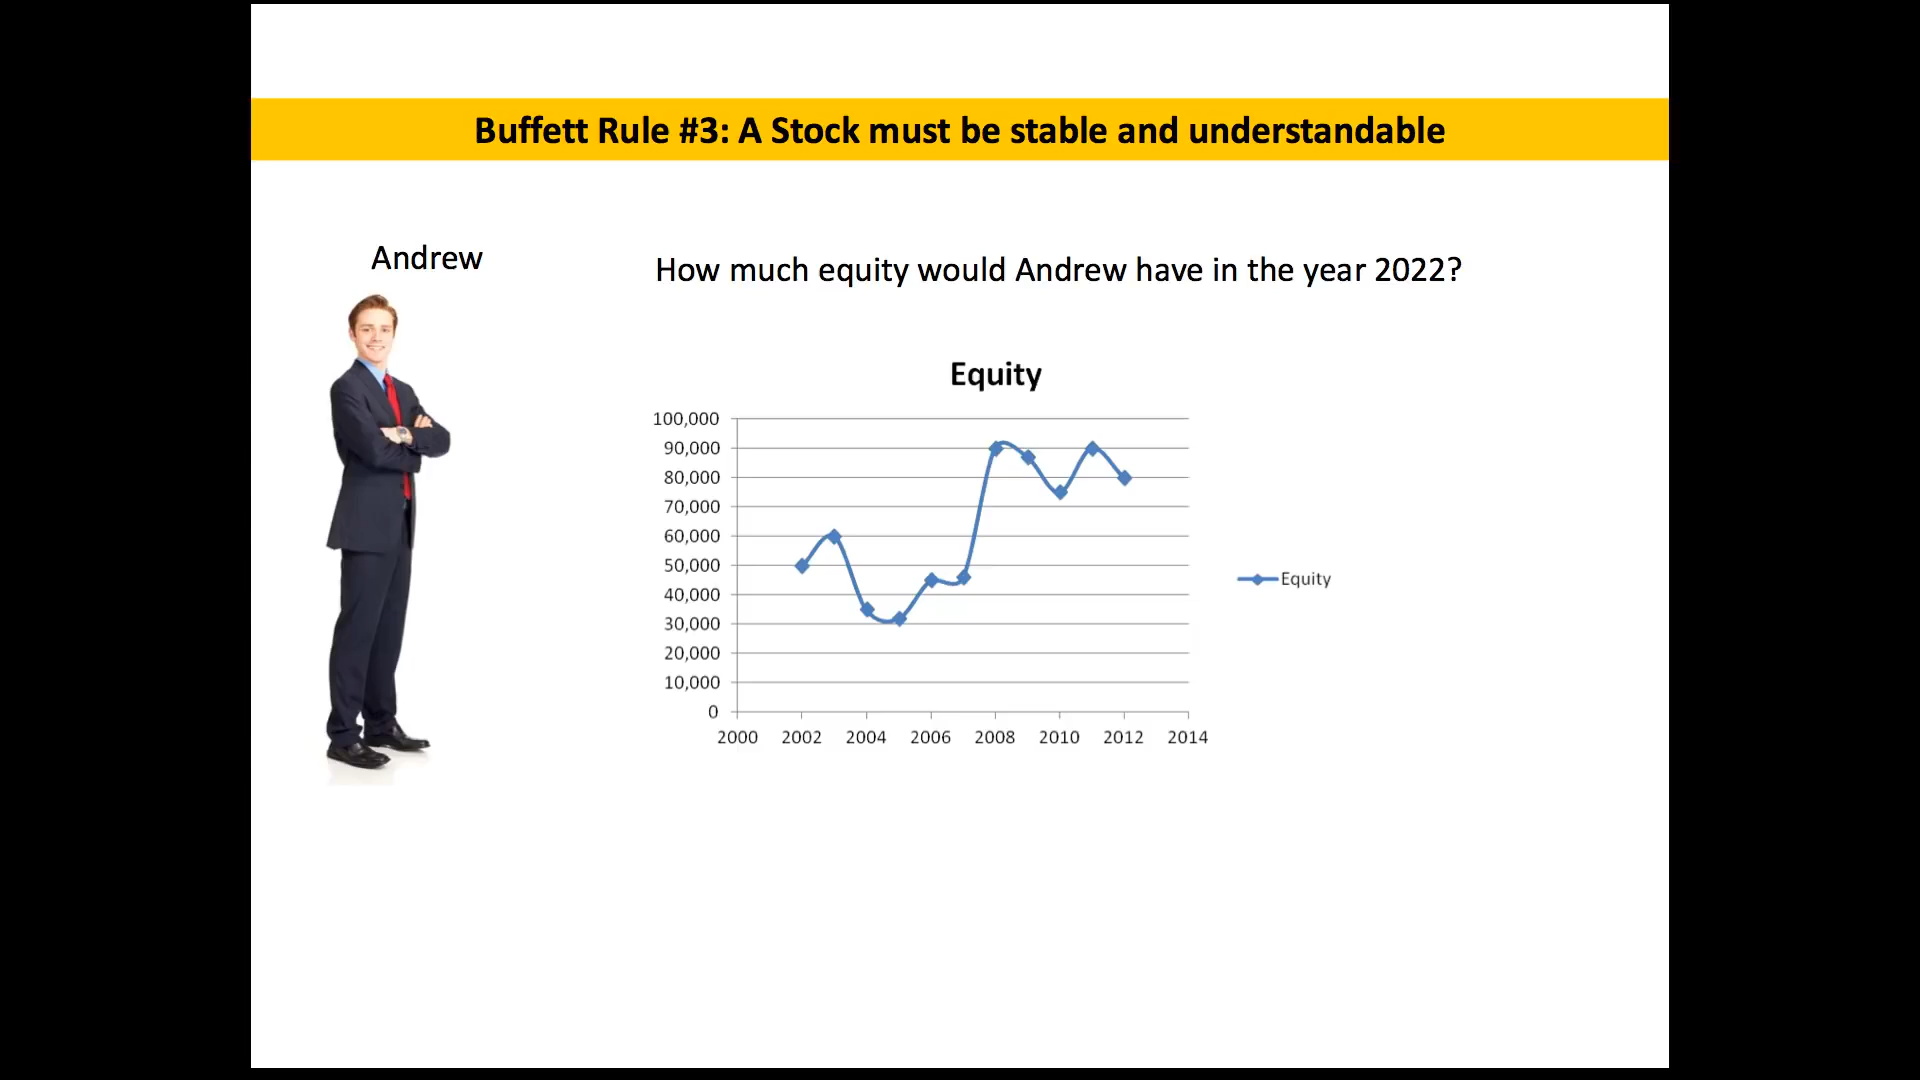 Buffett Rule #3: A Stock must be stable and understandable
Andrew
How much equity would Andrew have in the year 2022?
Equity
100,000
90,000
80,000
70,000
60,000
50,000
40,000
30,000
20,000
10,000
0
2000 2002 2004 2006 2008 2010 2012 2014
Equity